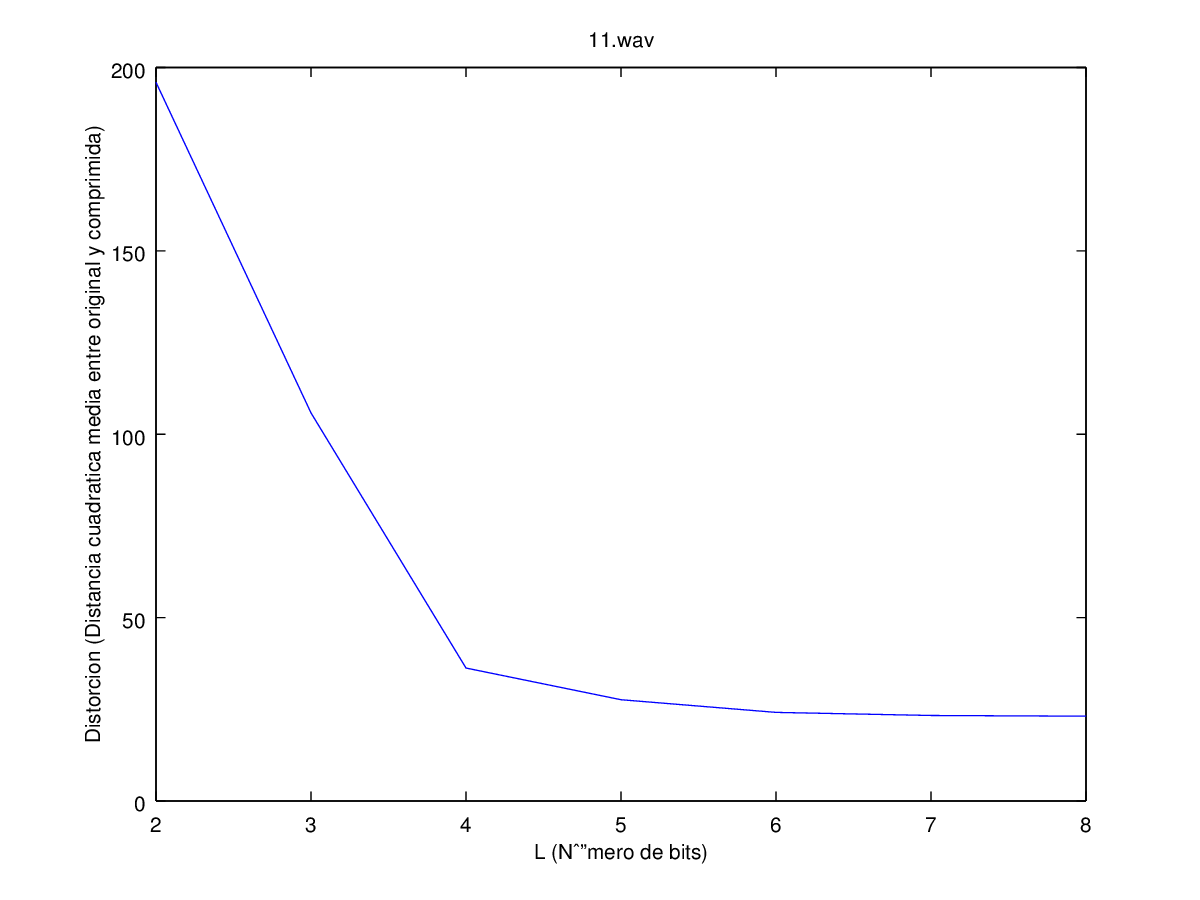 11.wav
Distorcion (Distancia cuadratica media entre original y comprimida)
200
150
100
50
0
2 3 4 5 6 7 8
L (Nˆ”mero de bits)